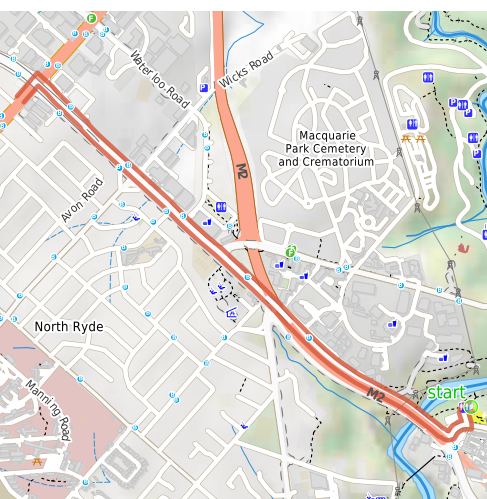 Waterloo Road
Wicks Road
Macquarie
Park Cemetery
and Crematorium
M2
Avon Road
North Ryde
Manning Road
M2
start